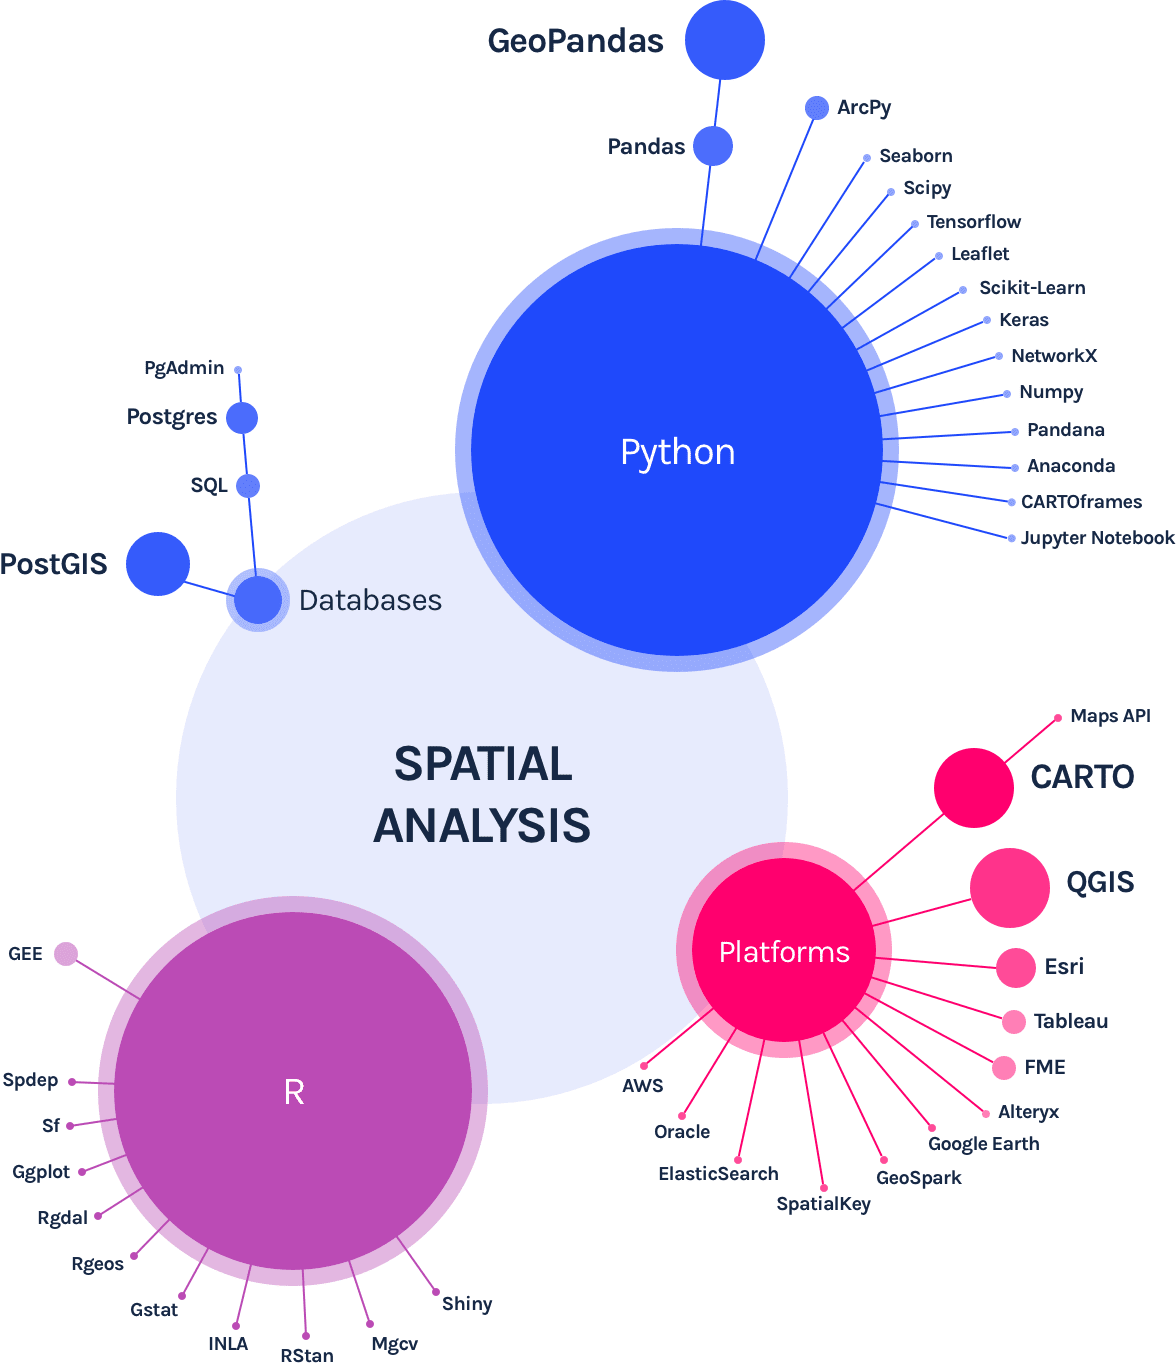 GeoPandas
ArcPy
Pandas
Seaborn
Scipy
Tensorflow
Leaflet
Scikit-Learn
Keras
NetworkX
Numpy
Pandana
Anaconda
CARTOframes
Jupyter Notebook
Python
PgAdmin
Postgres
SQL
PostGIS
Databases
SPATIAL
ANALYSIS
Maps API
CARTO
QGIS
Platforms
Esri
Tableau
FME
Alteryx
Google Earth
GeoSpark
SpatialKey
ElasticSearch
Oracle
AWS
GEE
R
Spdep
Sf
Ggplot
Rgdal
Rgeos
Gstat
INLA
RStan
Mgcv
Shiny